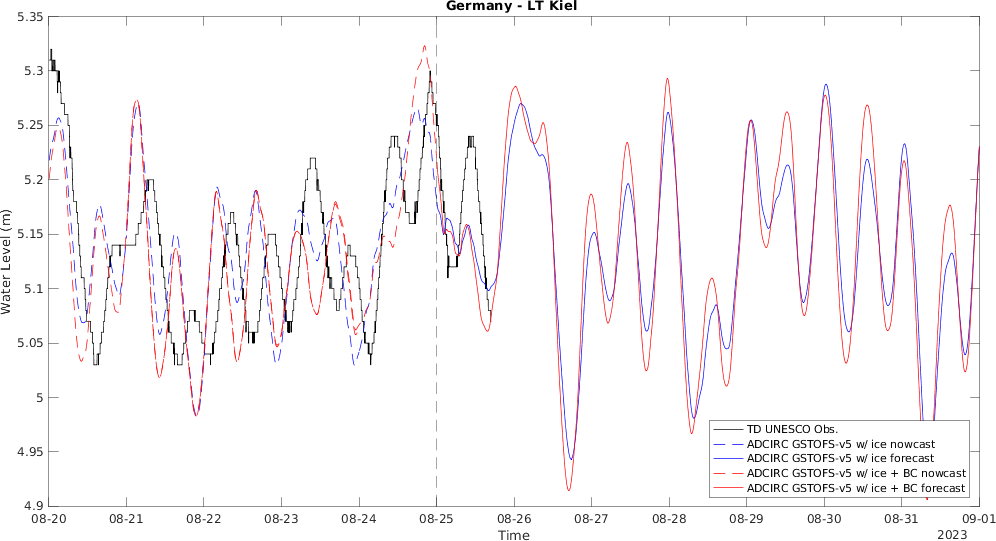 Germany - LT Kiel
5.35
5.3
5.25
5.2
5.15
5.1
5.05
5
4.95
4.9
Water Level (m)
TD UNESCO Obs.
ADCIRC GSTOFS-v5 w/ ice nowcast
ADCIRC GSTOFS-v5 w/ ice forecast
ADCIRC GSTOFS-v5 w/ ice + BC nowcast
ADCIRC GSTOFS-v5 w/ ice + BC forecast
08-20 08-21 08-22 08-23 08-24 08-25 08-26 08-27 08-28 08-29 08-30 08-31 09-01
Time
2023